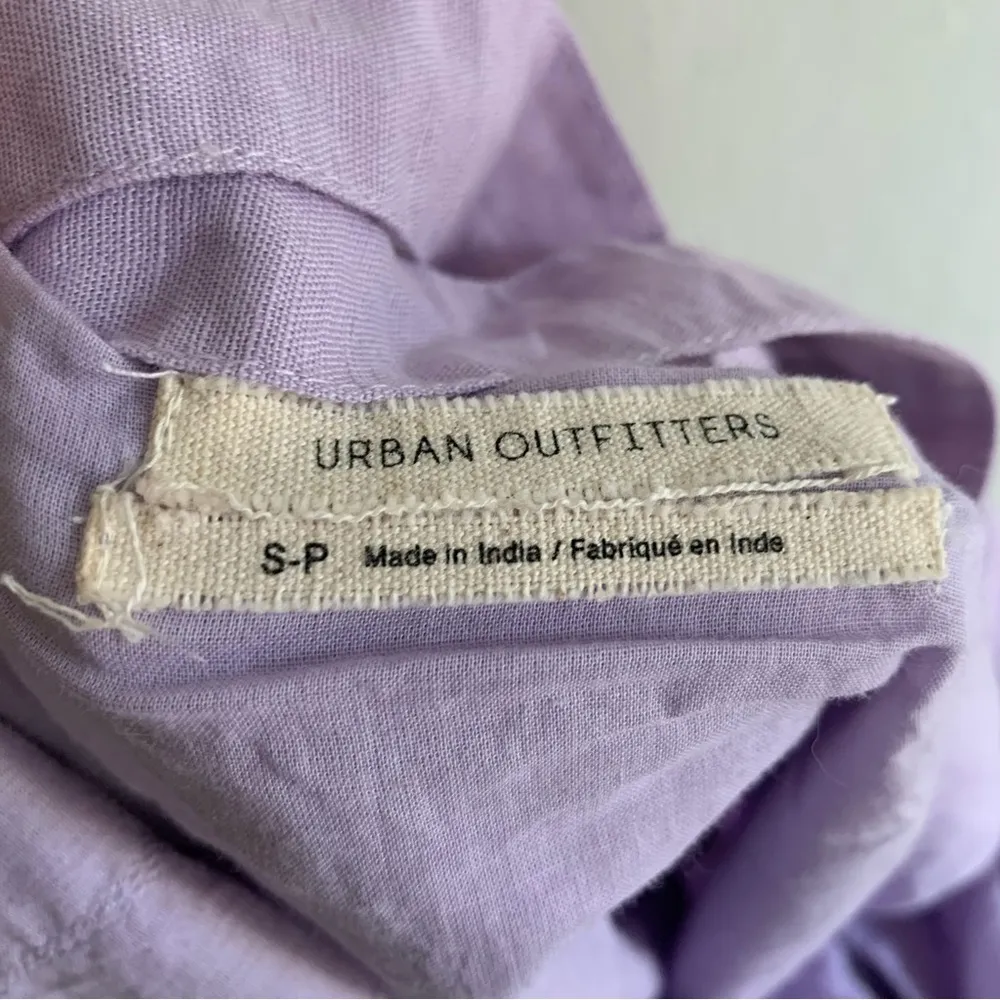 URBAN OUTFITTERS
S-P Made in India / Fabriqué en Inde